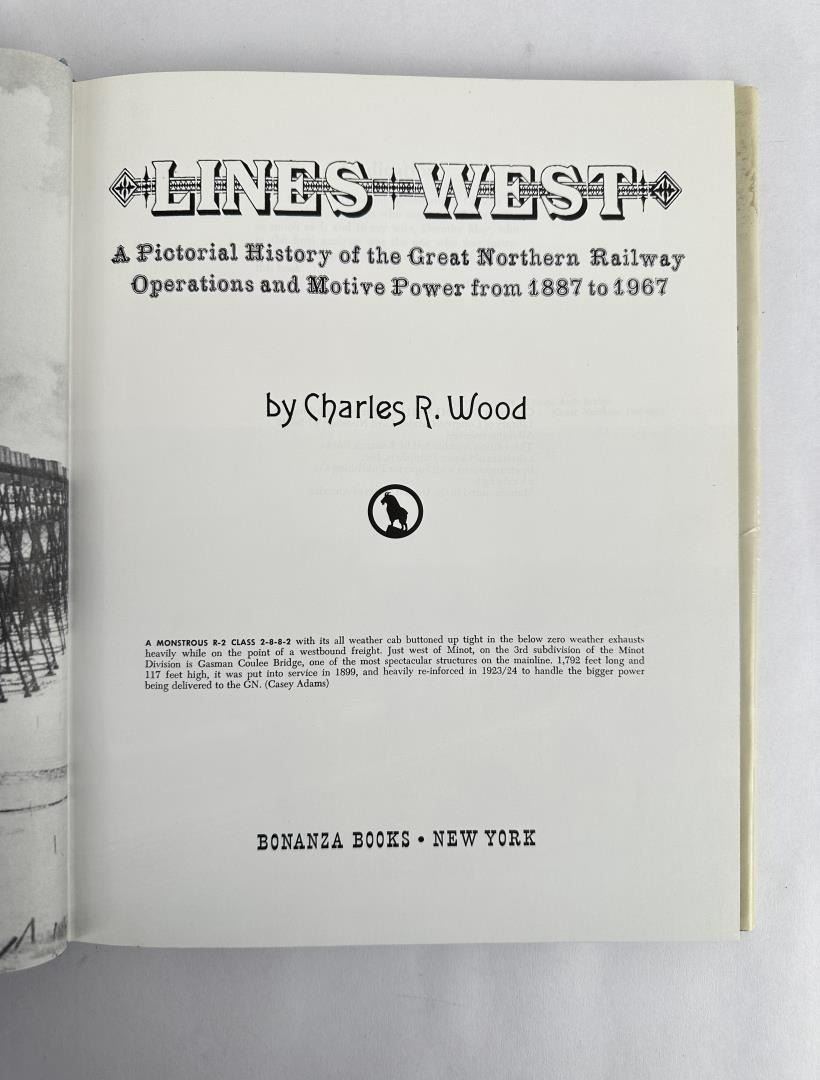 LINES WEST
A Pictorial History of the Great Northern Railway
Operations and Motive Power from 1887 to 1967
by Charles R. Wood
A MONSTROUS R-2 CLASS 2-8-8-2 with its all weather cab buttoned up tight in the below zero weather exhausts
heavily while on the point of a westbound freight. Just west of Minot, on the 3rd subdivision of the Minot
Division is Gasman Coulee Bridge, one of the most spectacular structures on the mainline. 1,792 feet long and
117 feet high, it was put into service in 1899, and heavily re-inforced in 1923/24 to handle the bigger power
being delivered to the GN. (Casey Adams)
BONANZA BOOKS • NEW YORK